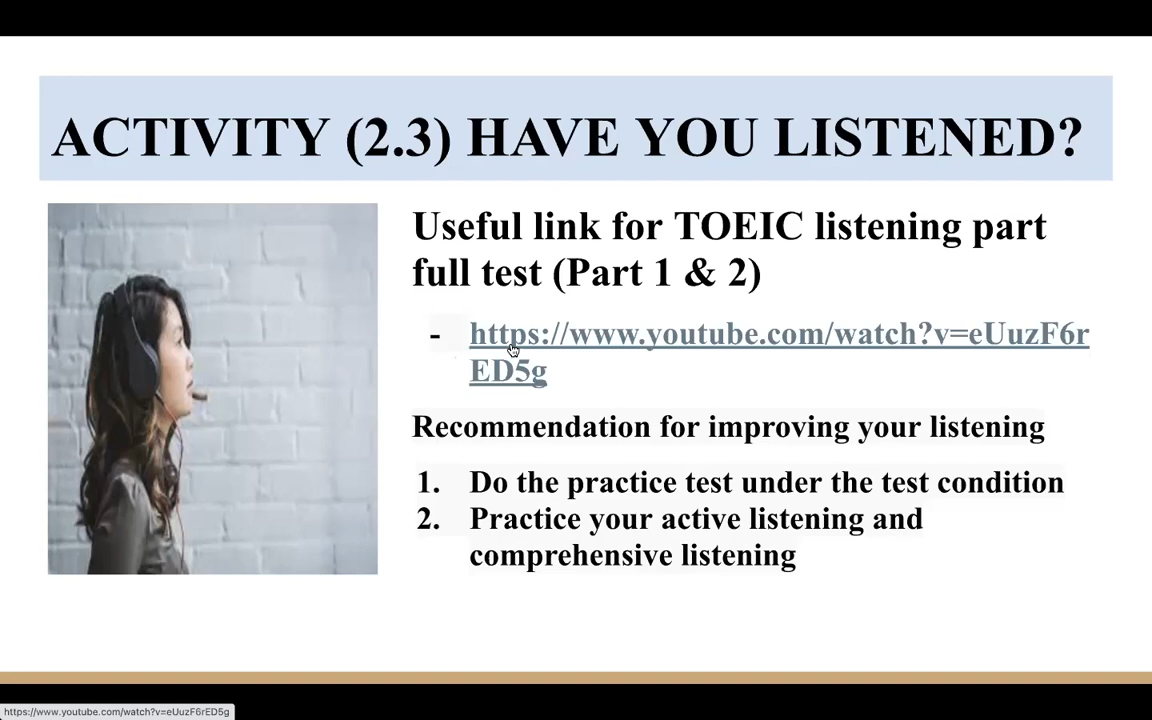 ACTIVITY (2.3) HAVE YOU LISTENED?
Useful link for TOEIC listening part
full test (Part 1 & 2)
- https://www.youtube.com/watch?v=eUuzF6r
ED5g
Recommendation for improving your listening
1. Do the practice test under the test condition
2. Practice your active listening and
comprehensive listening
https://www.youtube.com/watch?v=eUuzF6rED5g